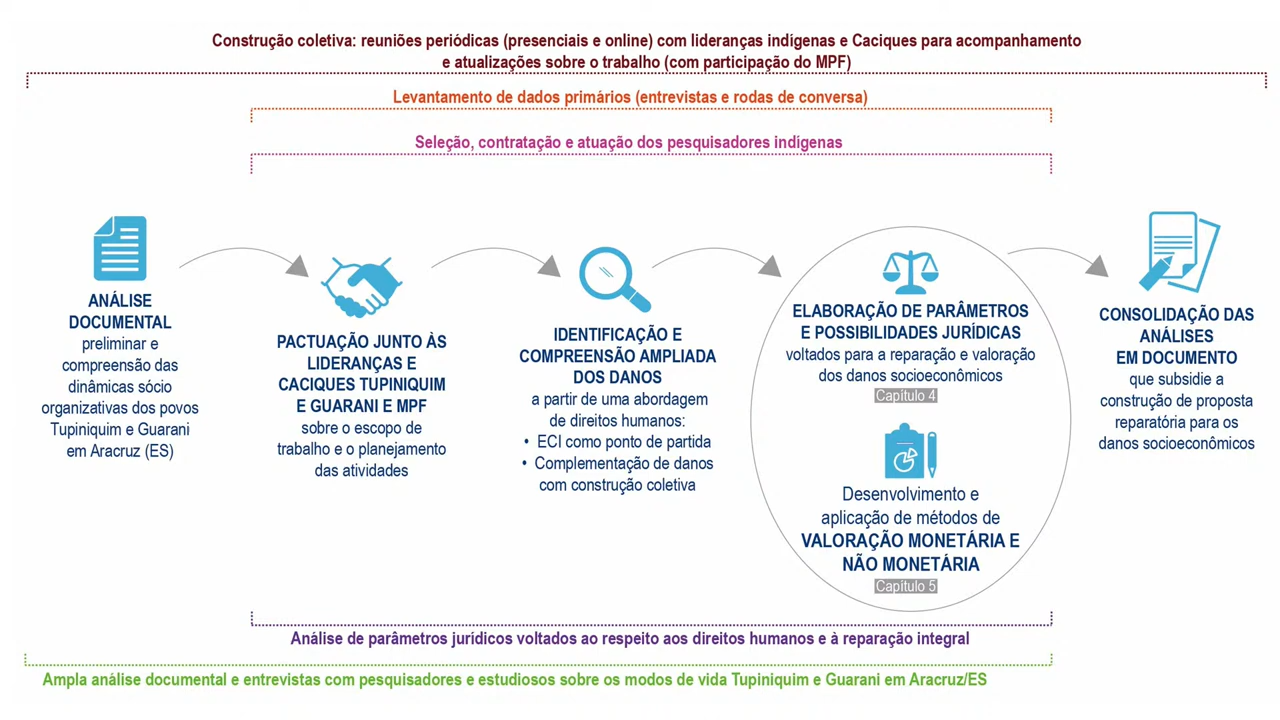 Construção coletiva: reuniões periódicas (presenciais e online) com lideranças indígenas e Caciques para acompanhamento
e atualizações sobre o trabalho (com participação do MPF)
Levantamento de dados primários (entrevistas e rodas de conversa)
Seleção, contratação e atuação dos pesquisadores indígenas
ANÁLISE
DOCUMENTAL
preliminar e
compreensão das
dinâmicas sócio
organizativas dos povos
Tupiniquim e Guarani
em Aracruz (ES)
PACTUAÇÃO JUNTO ÀS
LIDERANÇAS E
CACIQUES TUPINIQUIM
E GUARANI E MPF
sobre o escopo de
trabalho e o planejamento
das atividades
IDENTIFICAÇÃO E
COMPREENSÃO AMPLIADA
DOS DANOS
a partir de uma abordagem
de direitos humanos:
• ECI como ponto de partida
• Complementação de danos
com construção coletiva
ELABORAÇÃO DE PARÂMETROS
E POSSIBILIDADES JURÍDICAS
voltados para a reparação e valoração
dos danos socioeconômicos
Capítulo 4
Desenvolvimento e
aplicação de métodos de
VALORAÇÃO MONETÁRIA E
NÃO MONETÁRIA
Capítulo 5
CONSOLIDAÇÃO DAS
ANÁLISES
EM DOCUMENTO
que subsidie a
construção de proposta
reparatória para os
danos socioeconômicos
Análise de parâmetros jurídicos voltados ao respeito aos direitos humanos e à reparação integral
Ampla análise documental e entrevistas com pesquisadores e estudiosos sobre os modos de vida Tupiniquim e Guarani em Aracruz/ES